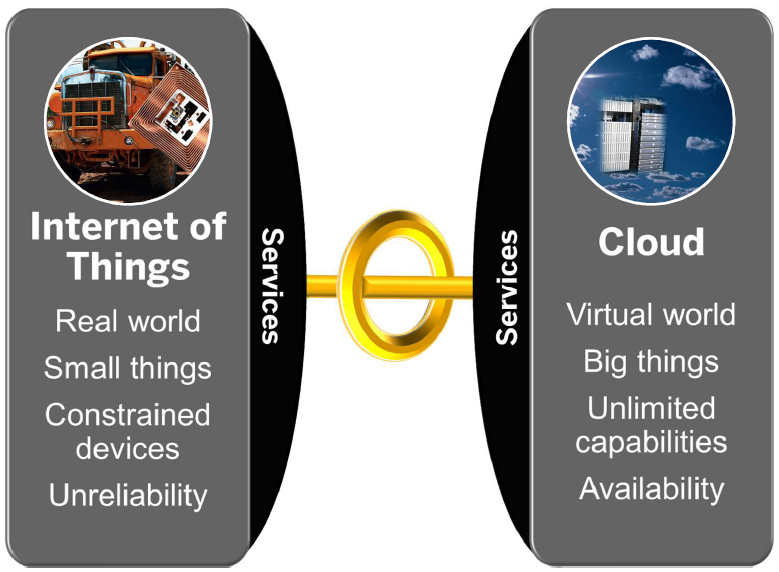 Internet of
Things
Real world
Small things
Constrained
devices
Unreliability
Services
Services
Cloud
Virtual world
Big things
Unlimited
capabilities
Availability